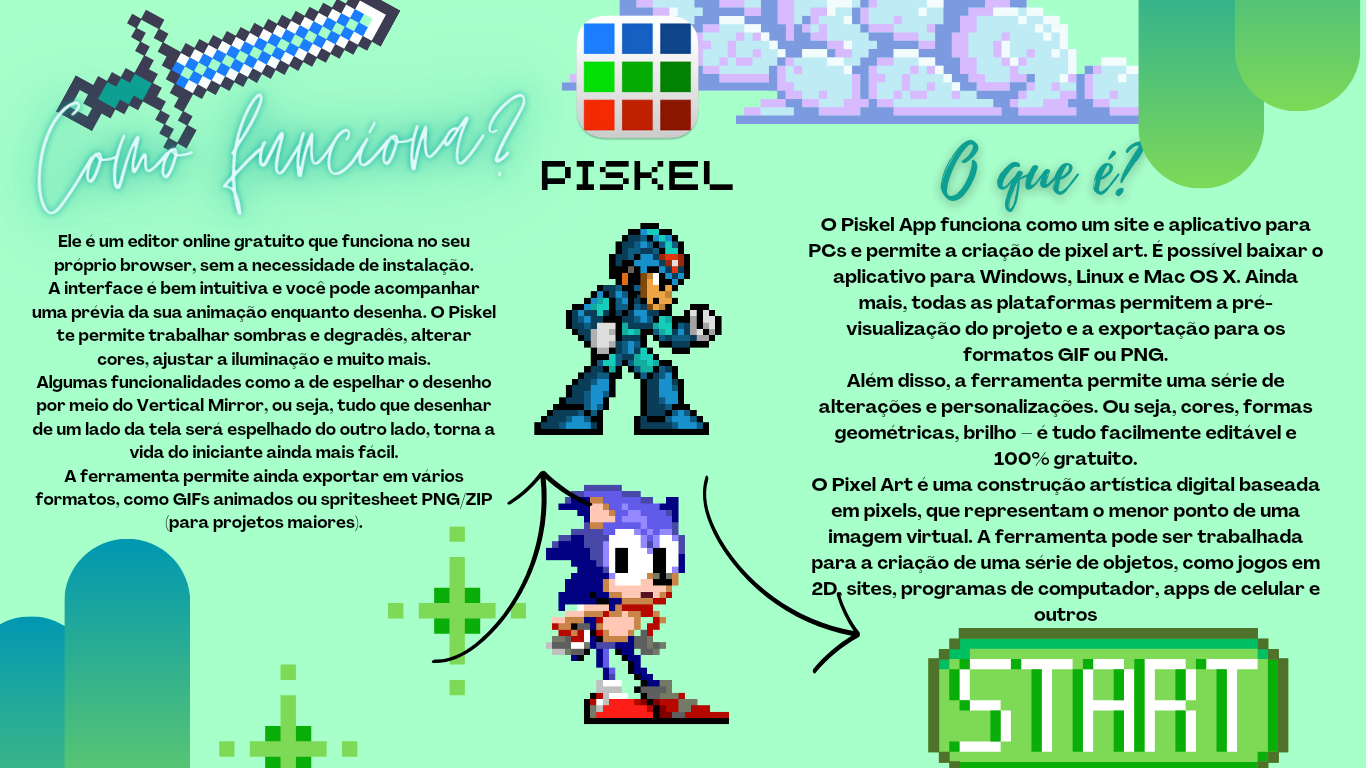 Como funciona?
Ele é um editor online gratuito que funciona no seu
próprio browser, sem a necessidade de instalação.
A interface é bem intuitiva e você pode acompanhar
uma prévia da sua animação enquanto desenha. O Piskel
te permite trabalhar sombras e degradês, alterar
cores, ajustar a iluminação e muito mais.
Algumas funcionalidades como a de espelhar o desenho
por meio do Vertical Mirror, ou seja, tudo que desenhar
de um lado da tela será espelhado do outro lado, torna a
vida do iniciante ainda mais fácil.
A ferramenta permite ainda exportar em vários
formatos, como GIFs animados ou spritesheet PNG/ZIP
(para projetos maiores).
PISKEL
O que é?
O Piskel App funciona como um site e aplicativo para
PCs e permite a criação de pixel art. É possível baixar o
aplicativo para Windows, Linux e Mac OS X. Ainda
mais, todas as plataformas permitem a pré-
visualização do projeto e a exportação para os
formatos GIF ou PNG.
Além disso, a ferramenta permite uma série de
alterações e personalizações. Ou seja, cores, formas
geométricas, brilho – é tudo facilmente editável e
100% gratuito.
O Pixel Art é uma construção artística digital baseada
em pixels, que representam o menor ponto de uma
imagem virtual. A ferramenta pode ser trabalhada
para a criação de uma série de objetos, como jogos em
2D, sites, programas de computador, apps de celular e
outros
START